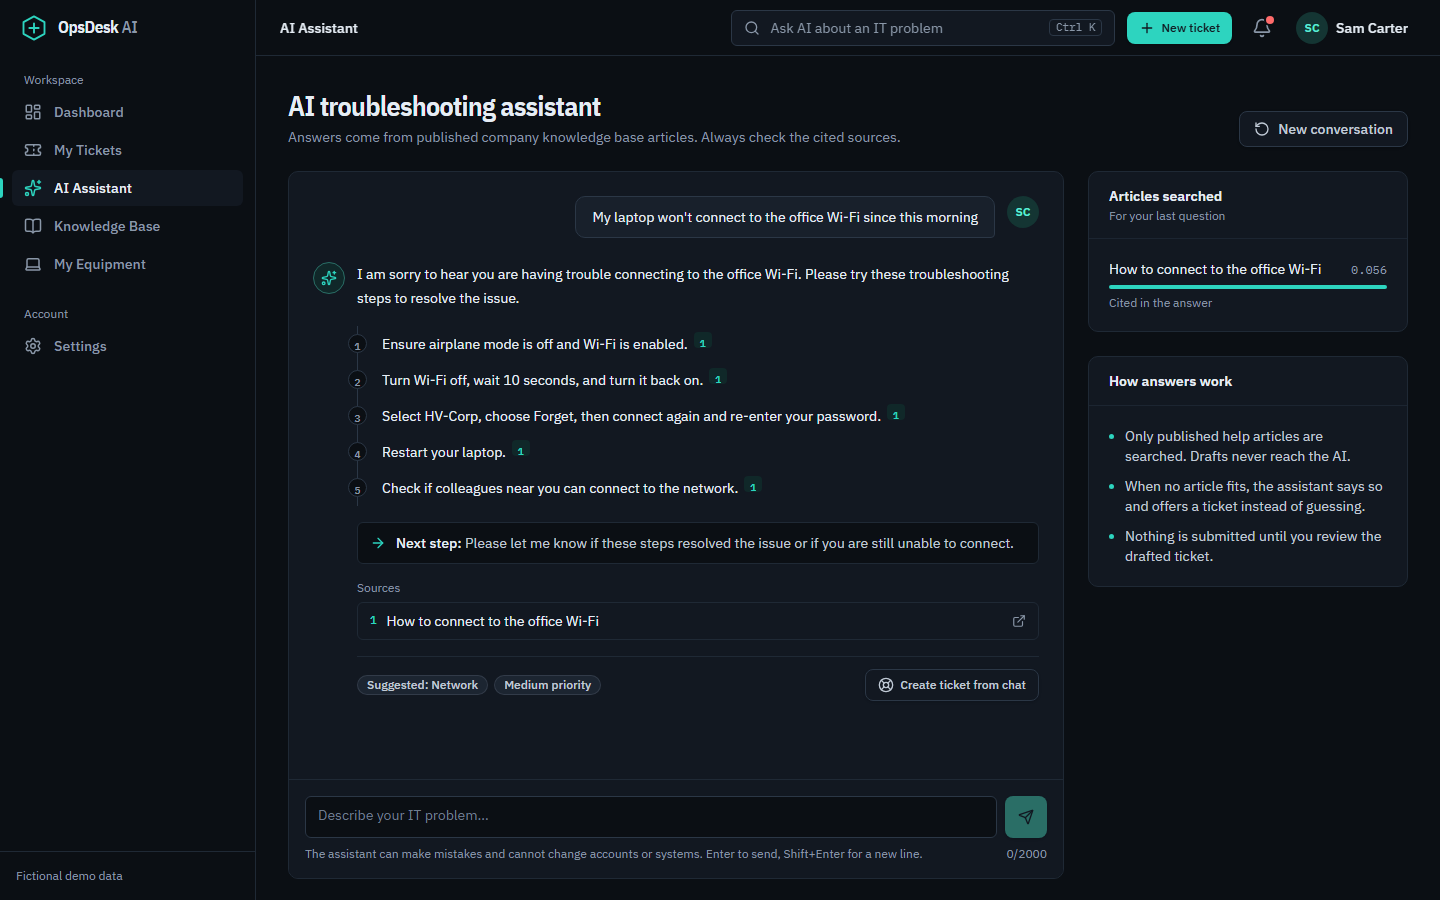 OpsDesk AI
AI Assistant
Ask AI about an IT problem
Ctrl K
New ticket
SC
Sam Carter
Workspace
Dashboard
My Tickets
AI Assistant
Knowledge Base
My Equipment
Account
Settings
Fictional demo data
AI troubleshooting assistant
Answers come from published company knowledge base articles. Always check the cited sources.
New conversation
My laptop won't connect to the office Wi-Fi since this morning
SC
I am sorry to hear you are having trouble connecting to the office Wi-Fi. Please try these troubleshooting
steps to resolve the issue.
1 Ensure airplane mode is off and Wi-Fi is enabled. 1
2 Turn Wi-Fi off, wait 10 seconds, and turn it back on. 1
3 Select HV-Corp, choose Forget, then connect again and re-enter your password. 1
4 Restart your laptop. 1
5 Check if colleagues near you can connect to the network. 1
Next step: Please let me know if these steps resolved the issue or if you are still unable to connect.
Sources
1 How to connect to the office Wi-Fi
Suggested: Network
Medium priority
Create ticket from chat
Describe your IT problem...
The assistant can make mistakes and cannot change accounts or systems. Enter to send, Shift+Enter for a new line.
0/2000
Articles searched
For your last question
How to connect to the office Wi-Fi 0.056
Cited in the answer
How answers work
Only published help articles are
searched. Drafts never reach the AI.
When no article fits, the assistant says so
and offers a ticket instead of guessing.
Nothing is submitted until you review the
drafted ticket.